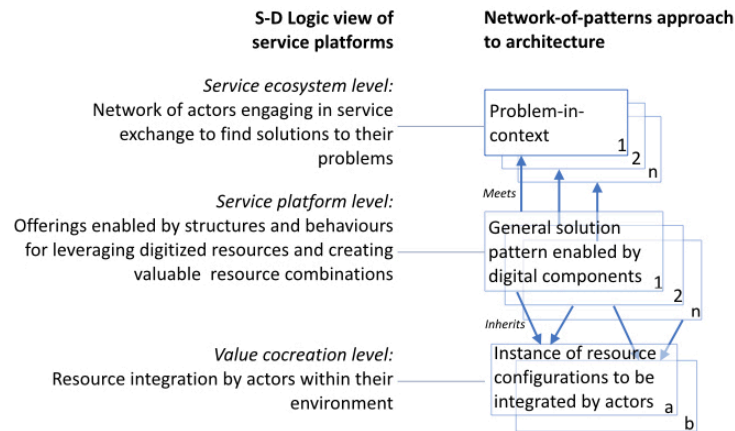 S-D Logic view of
service platforms
Network-of-patterns approach
to architecture
Service ecosystem level:
Network of actors engaging in service
exchange to find solutions to their
problems
Problem-in-
context
1
2
n
Meets
Service platform level:
Offerings enabled by structures and behaviours
for leveraging digitized resources and creating
valuable resource combinations
General solution
pattern enabled by
digital components
1
2
n
Inherits
Value cocreation level:
Resource integration by actors within their
environment
Instance of resource
configurations to be
integrated by actors
a
b